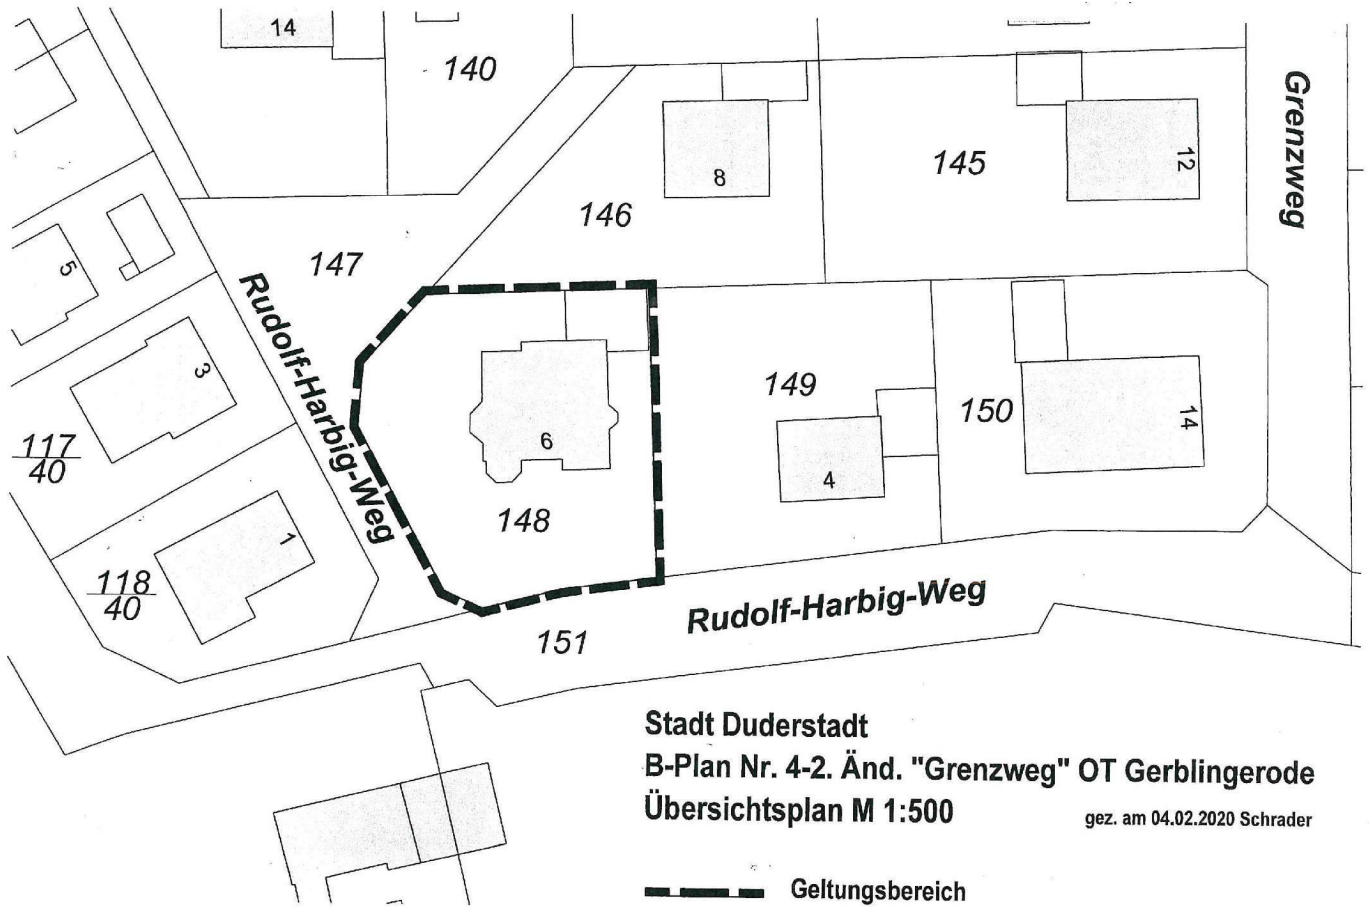 14
140
Grenzweg
8
145
12
146
147
5
Rudolf-Harbig-Weg
3
149
150
14
117
40
6
4
148
1
118
40
Rudolf-Harbig-Weg
151
Stadt Duderstadt
B-Plan Nr. 4-2. Änd. "Grenzweg" OT Gerblingerode
Übersichtsplan M 1:500
gez. am 04.02.2020 Schrader
Geltungsbereich